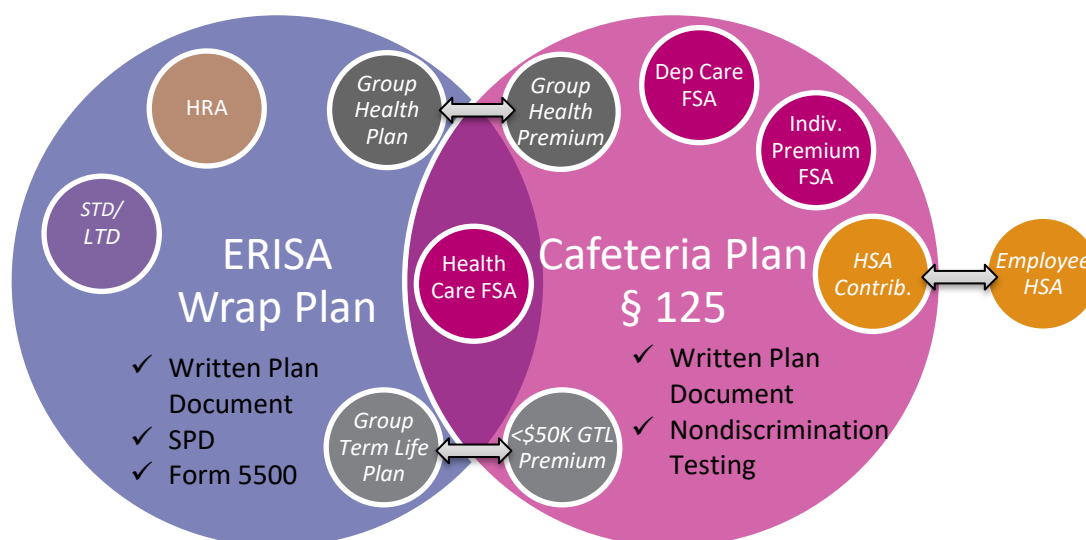 HRA
STD/
LTD
Group
Health
Plan
Group
Health
Premium
Dep Care
FSA
Indiv.
Premium
FSA
ERISA
Wrap Plan
Health
Care FSA
Cafeteria Plan
§ 125
HSA
Contrib.
Employee
HSA
✓ Written Plan
Document
✓ SPD
✓ Form 5500
Group
Term Life
Plan
<$50K GTL
Premium
✓ Written Plan
Document
✓ Nondiscrimination
Testing